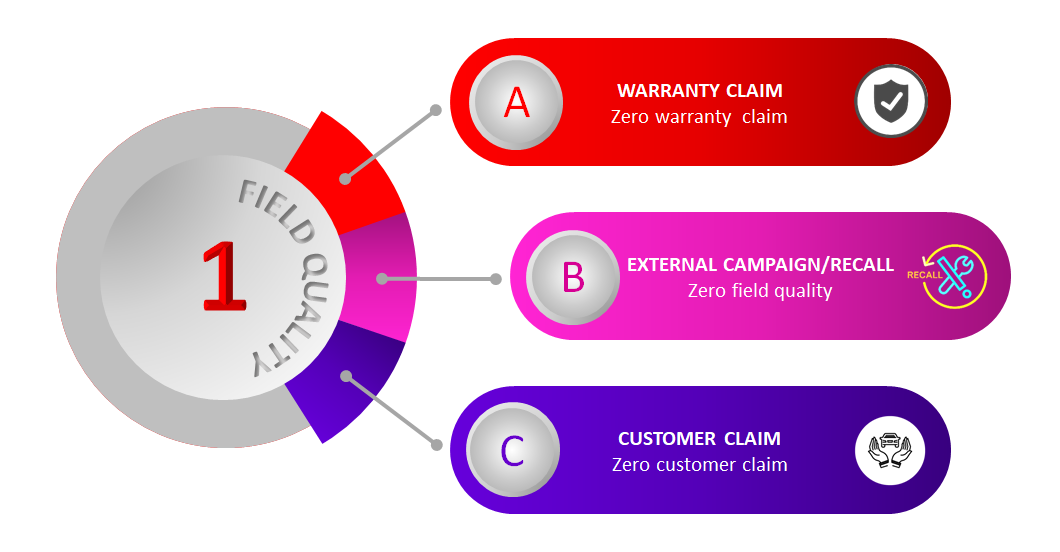 1
FIELD QUALITY
A
WARRANTY CLAIM
Zero warranty claim
B
EXTERNAL CAMPAIGN/RECALL
Zero field quality
RECALL
C
CUSTOMER CLAIM
Zero customer claim